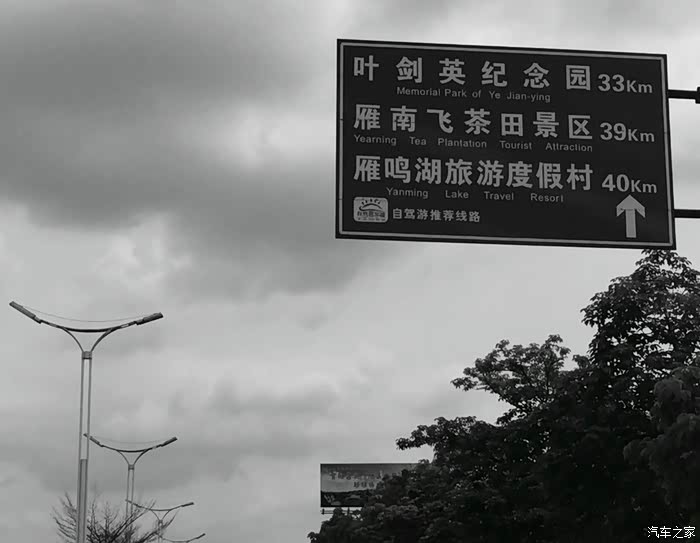 叶剑英纪念园 33Km
Memorial Park of Ye Jian-ying
雁南飞茶田景区 39Km
Yearning Tea Plantation Tourist Attraction
雁鸣湖旅游度假村 40Km
Yanming Lake Travel Resort
自驾游推荐线路
汽车之家